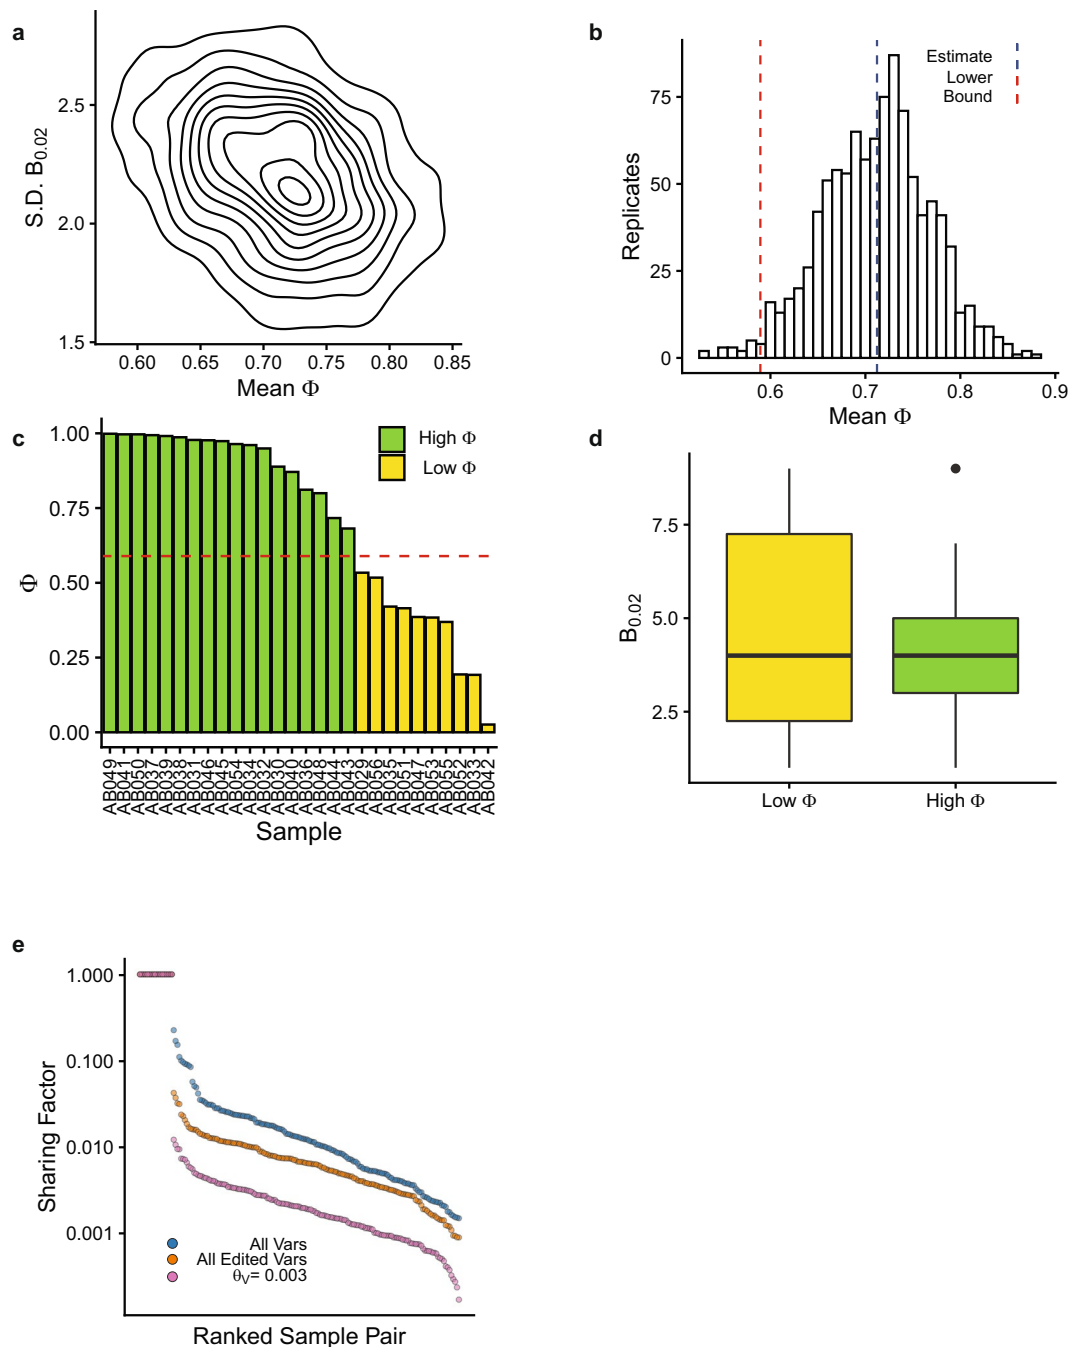 a
S.D. B0.02
2.5
2.0
1.5
0.60
0.65
0.70
0.75
0.80
0.85
Mean Φ
b
Replicates
75
50
25
0
0.6
0.7
0.8
0.9
Mean Φ
Estimate
Lower
Bound
c
Φ
1.00
0.75
0.50
0.25
0.00
High Φ
Low Φ
AB049
AB041
AB050
AB037
AB039
AB038
AB031
AB046
AB045
AB054
AB034
AB032
AB030
AB040
AB036
AB048
AB044
AB043
AB029
AB056
AB035
AB051
AB047
AB053
AB055
AB052
AB033
AB042
Sample
d
B0.02
7.5
5.0
2.5
Low Φ
High Φ
e
Sharing Factor
1.000
0.100
0.010
0.001
All Vars
All Edited Vars
θV= 0.003
Ranked Sample Pair